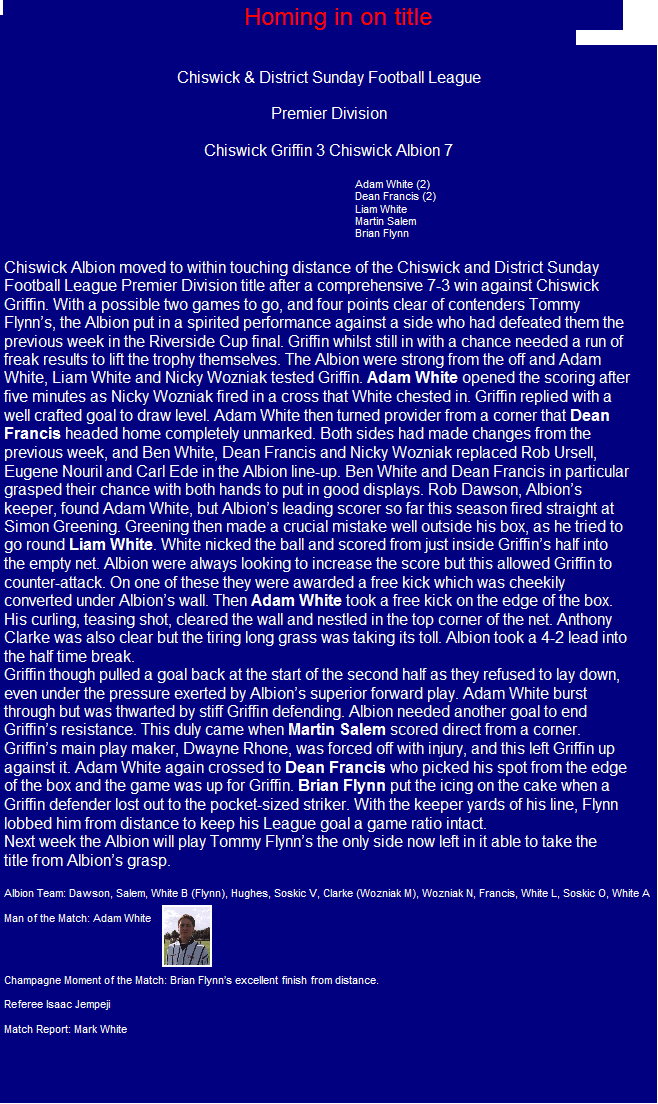 Homing in on title
Chiswick & District Sunday Football League
Premier Division
Chiswick Griffin 3 Chiswick Albion 7
Adam White (2)
Dean Francis (2)
Liam White
Martin Salem
Brian Flynn
Chiswick Albion moved to within touching distance of the Chiswick and District Sunday
Football League Premier Division title after a comprehensive 7-3 win against Chiswick
Griffin. With a possible two games to go, and four points clear of contenders Tommy
Flynn’s, the Albion put in a spirited performance against a side who had defeated them the
previous week in the Riverside Cup final. Griffin whilst still in with a chance needed a run of
freak results to lift the trophy themselves. The Albion were strong from the off and Adam
White, Liam White and Nicky Wozniak tested Griffin. Adam White opened the scoring after
five minutes as Nicky Wozniak fired in a cross that White chested in. Griffin replied with a
well crafted goal to draw level. Adam White then turned provider from a corner that Dean
Francis headed home completely unmarked. Both sides had made changes from the
previous week, and Ben White, Dean Francis and Nicky Wozniak replaced Rob Ursell,
Eugene Nouril and Carl Ede in the Albion line-up. Ben White and Dean Francis in particular
grasped their chance with both hands to put in good displays. Rob Dawson, Albion’s
keeper, found Adam White, but Albion’s leading scorer so far this season fired straight at
Simon Greening. Greening then made a crucial mistake well outside his box, as he tried to
go round Liam White. White nicked the ball and scored from just inside Griffin’s half into
the empty net. Albion were always looking to increase the score but this allowed Griffin to
counter-attack. On one of these they were awarded a free kick which was cheekily
converted under Albion’s wall. Then Adam White took a free kick on the edge of the box.
His curling, teasing shot, cleared the wall and nestled in the top corner of the net. Anthony
Clarke was also clear but the tiring long grass was taking its toll. Albion took a 4-2 lead into
the half time break.
Griffin though pulled a goal back at the start of the second half as they refused to lay down,
even under the pressure exerted by Albion’s superior forward play. Adam White burst
through but was thwarted by stiff Griffin defending. Albion needed another goal to end
Griffin’s resistance. This duly came when Martin Salem scored direct from a corner.
Griffin’s main play maker, Dwayne Rhone, was forced off with injury, and this left Griffin up
against it. Adam White again crossed to Dean Francis who picked his spot from the edge
of the box and the game was up for Griffin. Brian Flynn put the icing on the cake when a
Griffin defender lost out to the pocket-sized striker. With the keeper yards of his line, Flynn
lobbed him from distance to keep his League goal a game ratio intact.
Next week the Albion will play Tommy Flynn’s the only side now left in it able to take the
title from Albion’s grasp.
Albion Team: Dawson, Salem, White B (Flynn), Hughes, Soskic V, Clarke (Wozniak M), Wozniak N, Francis, White L, Soskic O, White A
Man of the Match: Adam White
Champagne Moment of the Match: Brian Flynn’s excellent finish from distance.
Referee Isaac Jempeji
Match Report: Mark White